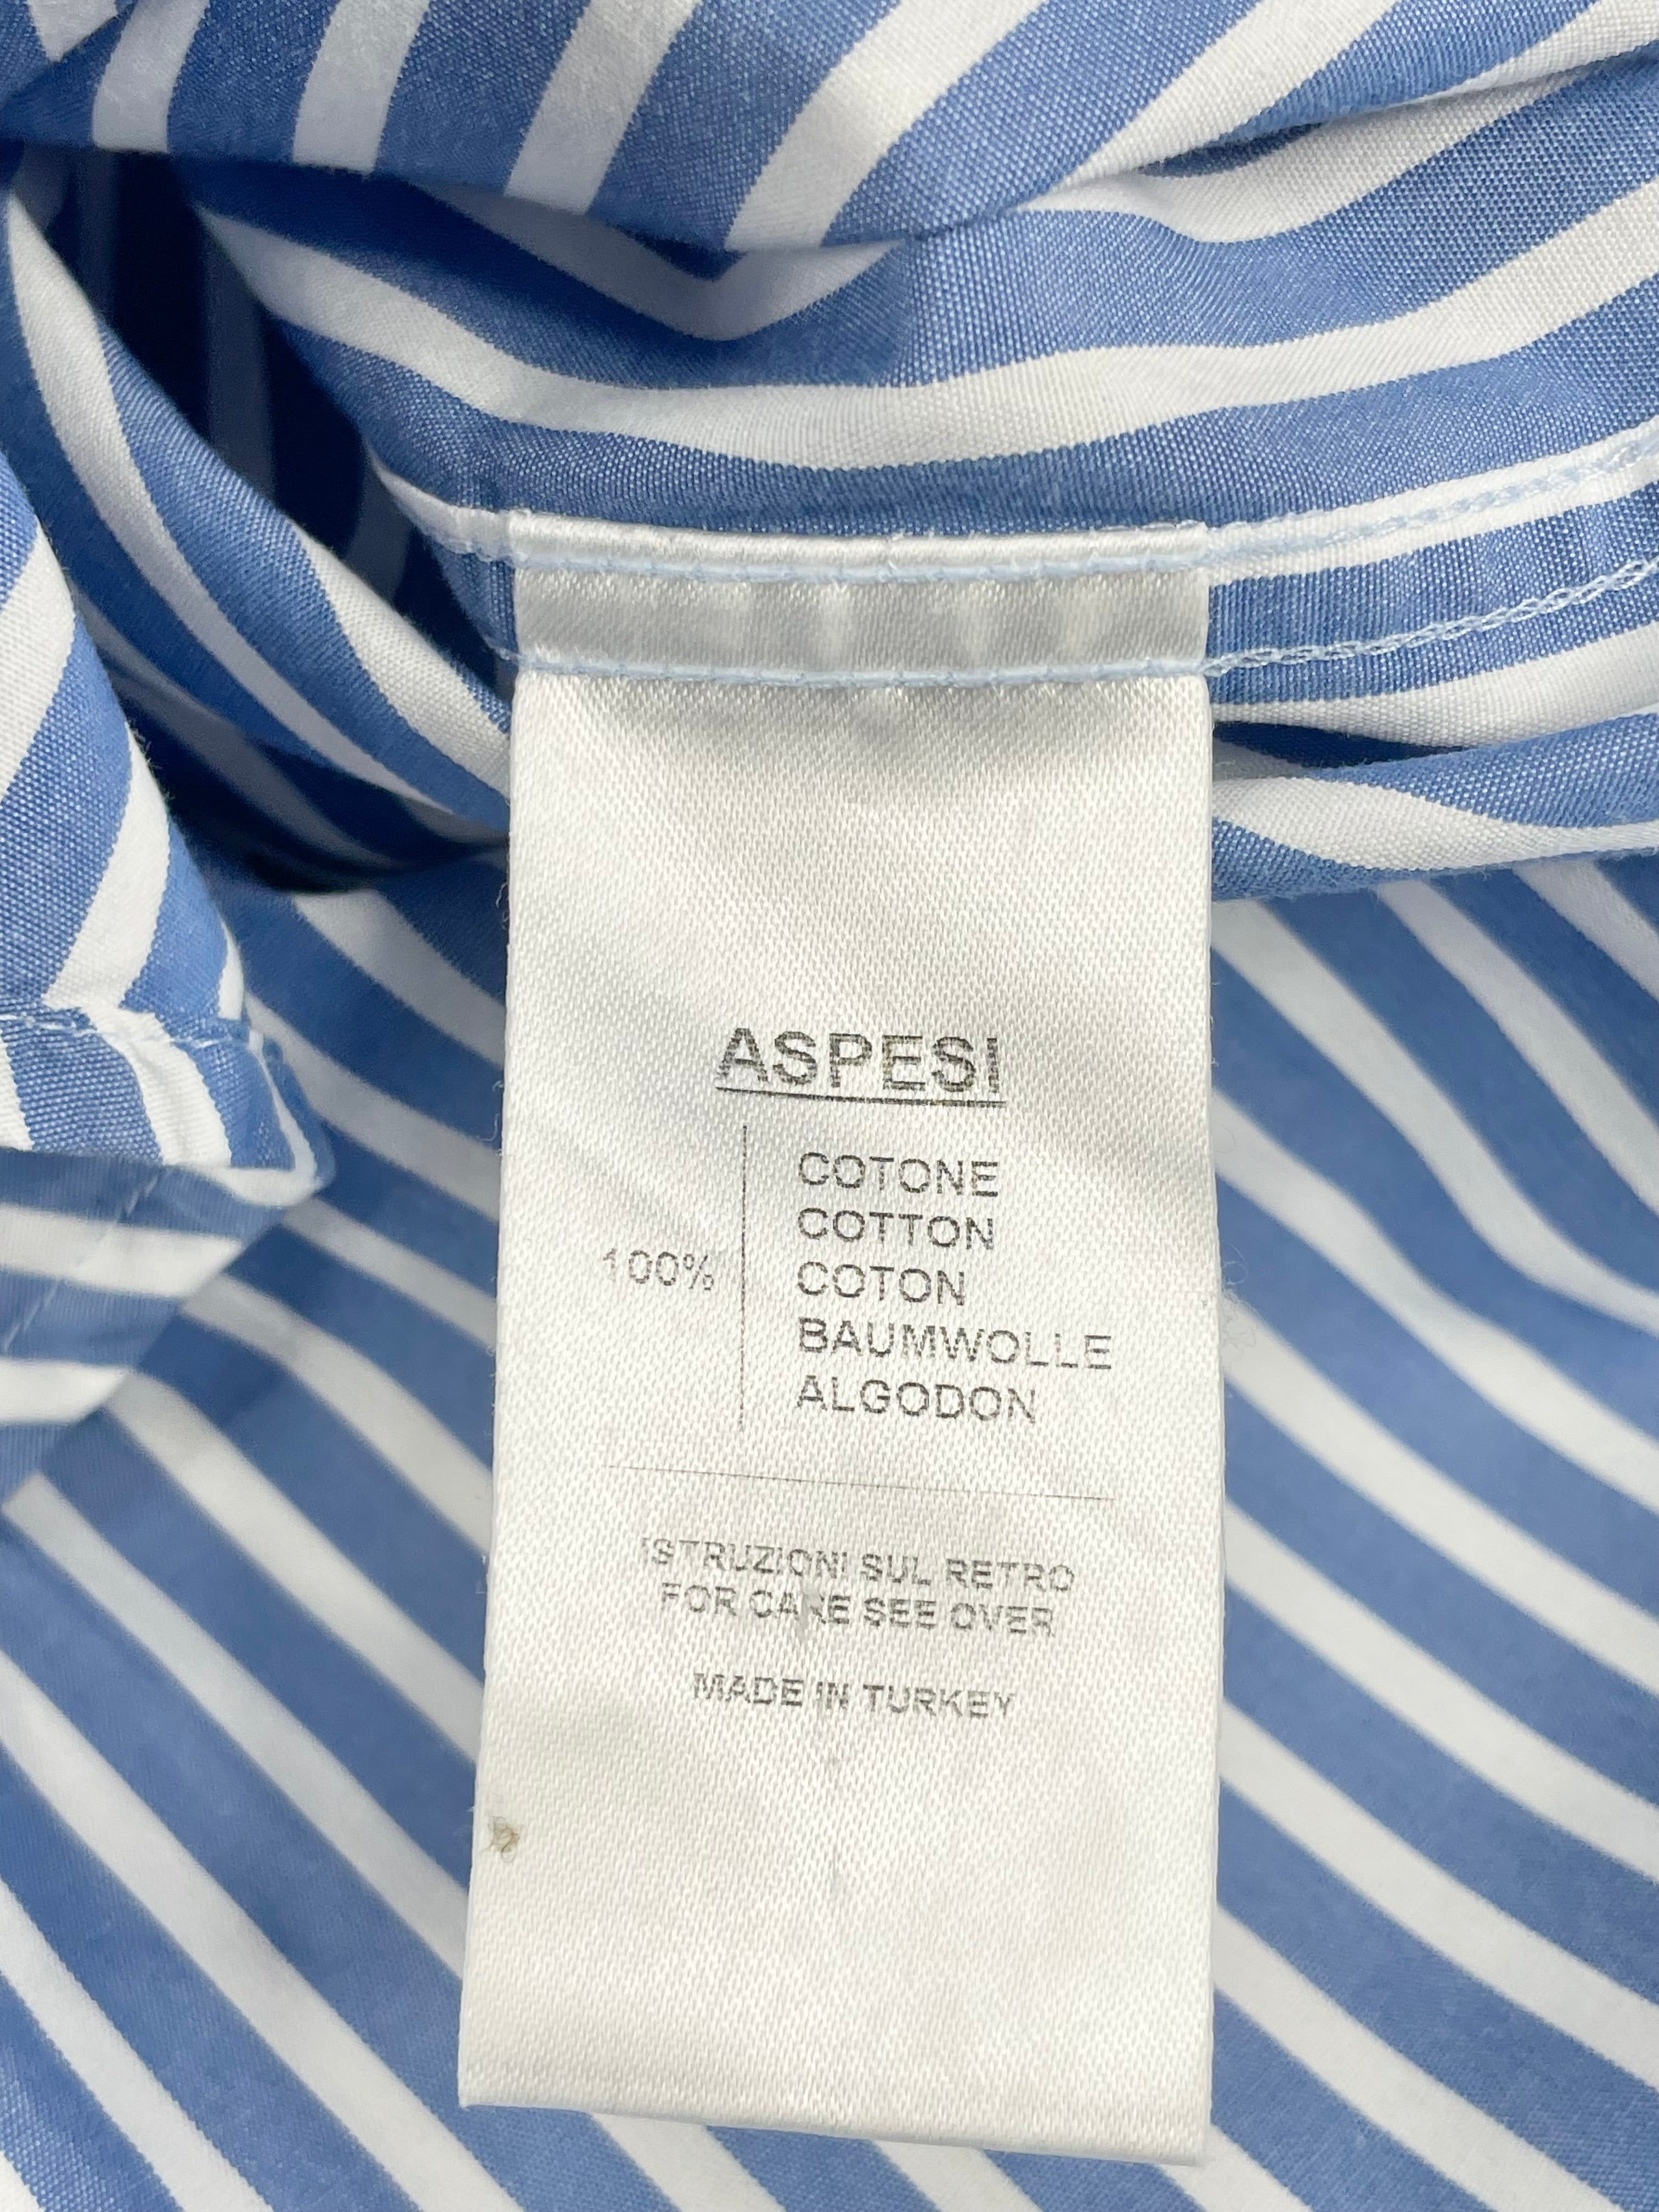 ASPESI
100%
COTONE
COTTON
COTON
BAUMWOLLE
ALGODON
ISTRUZIONI SUL RETRO
FOR CARE SEE OVER
MADE IN TURKEY